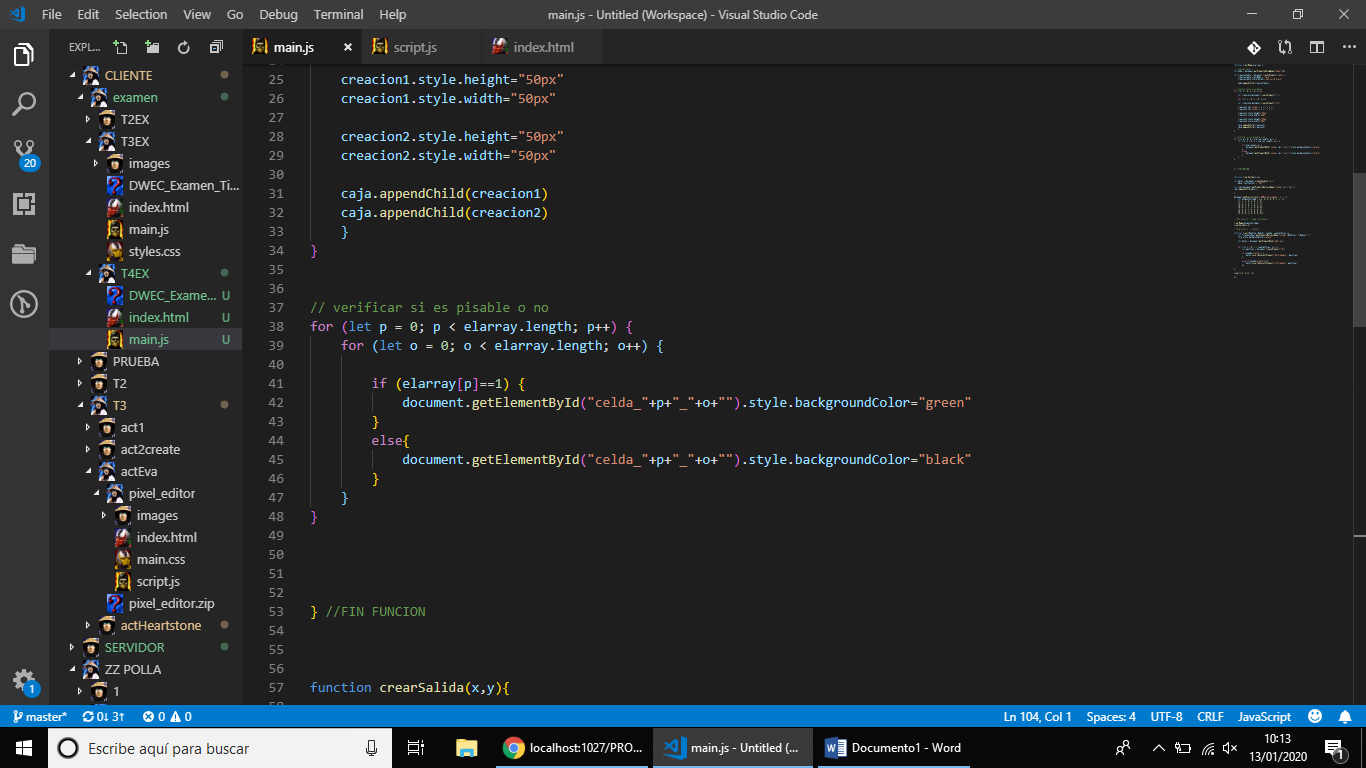 File Edit Selection View Go Debug Terminal Help
main.js - Untitled (Workspace) - Visual Studio Code
EXPL...
main.js
script.js
index.html
CLIENTE
examen
T2EX
T3EX
images
DWEC_Examen_Ti...
index.html
main.js
styles.css
T4EX
DWEC_Exame... U
index.html U
main.js U
PRUEBA
T2
T3
act1
act2create
actEva
pixel_editor
images
index.html
main.css
script.js
pixel_editor.zip
actHeartstone
SERVIDOR
ZZ POLLA
1
20
1
25 creacion1.style.height="50px"
26 creacion1.style.width="50px"
27
28 creacion2.style.height="50px"
29 creacion2.style.width="50px"
30
31 caja.appendChild(creacion1)
32 caja.appendChild(creacion2)
33 }
34 }
35
36
37 // verificar si es pisable o no
38 for (let p = 0; p < elarray.length; p++) {
39 for (let o = 0; o < elarray.length; o++) {
40
41 if (elarray[p]==1) {
42 document.getElementById("celda_"+p+"_"+o+"").style.backgroundColor="green"
43 }
44 else{
45 document.getElementById("celda_"+p+"_"+o+"").style.backgroundColor="black"
46 }
47 }
48 }
49
50
51
52
53 } //FIN FUNCION
54
55
56
57 function crearSalida(x,y){
master*
0↓ 3↑
0 0
Ln 104, Col 1
Spaces: 4
UTF-8
CRLF
JavaScript
Escribe aquí para buscar
localhost:1027/PRO...
main.js - Untitled (...
Documento1 - Word
10:13
13/01/2020
1